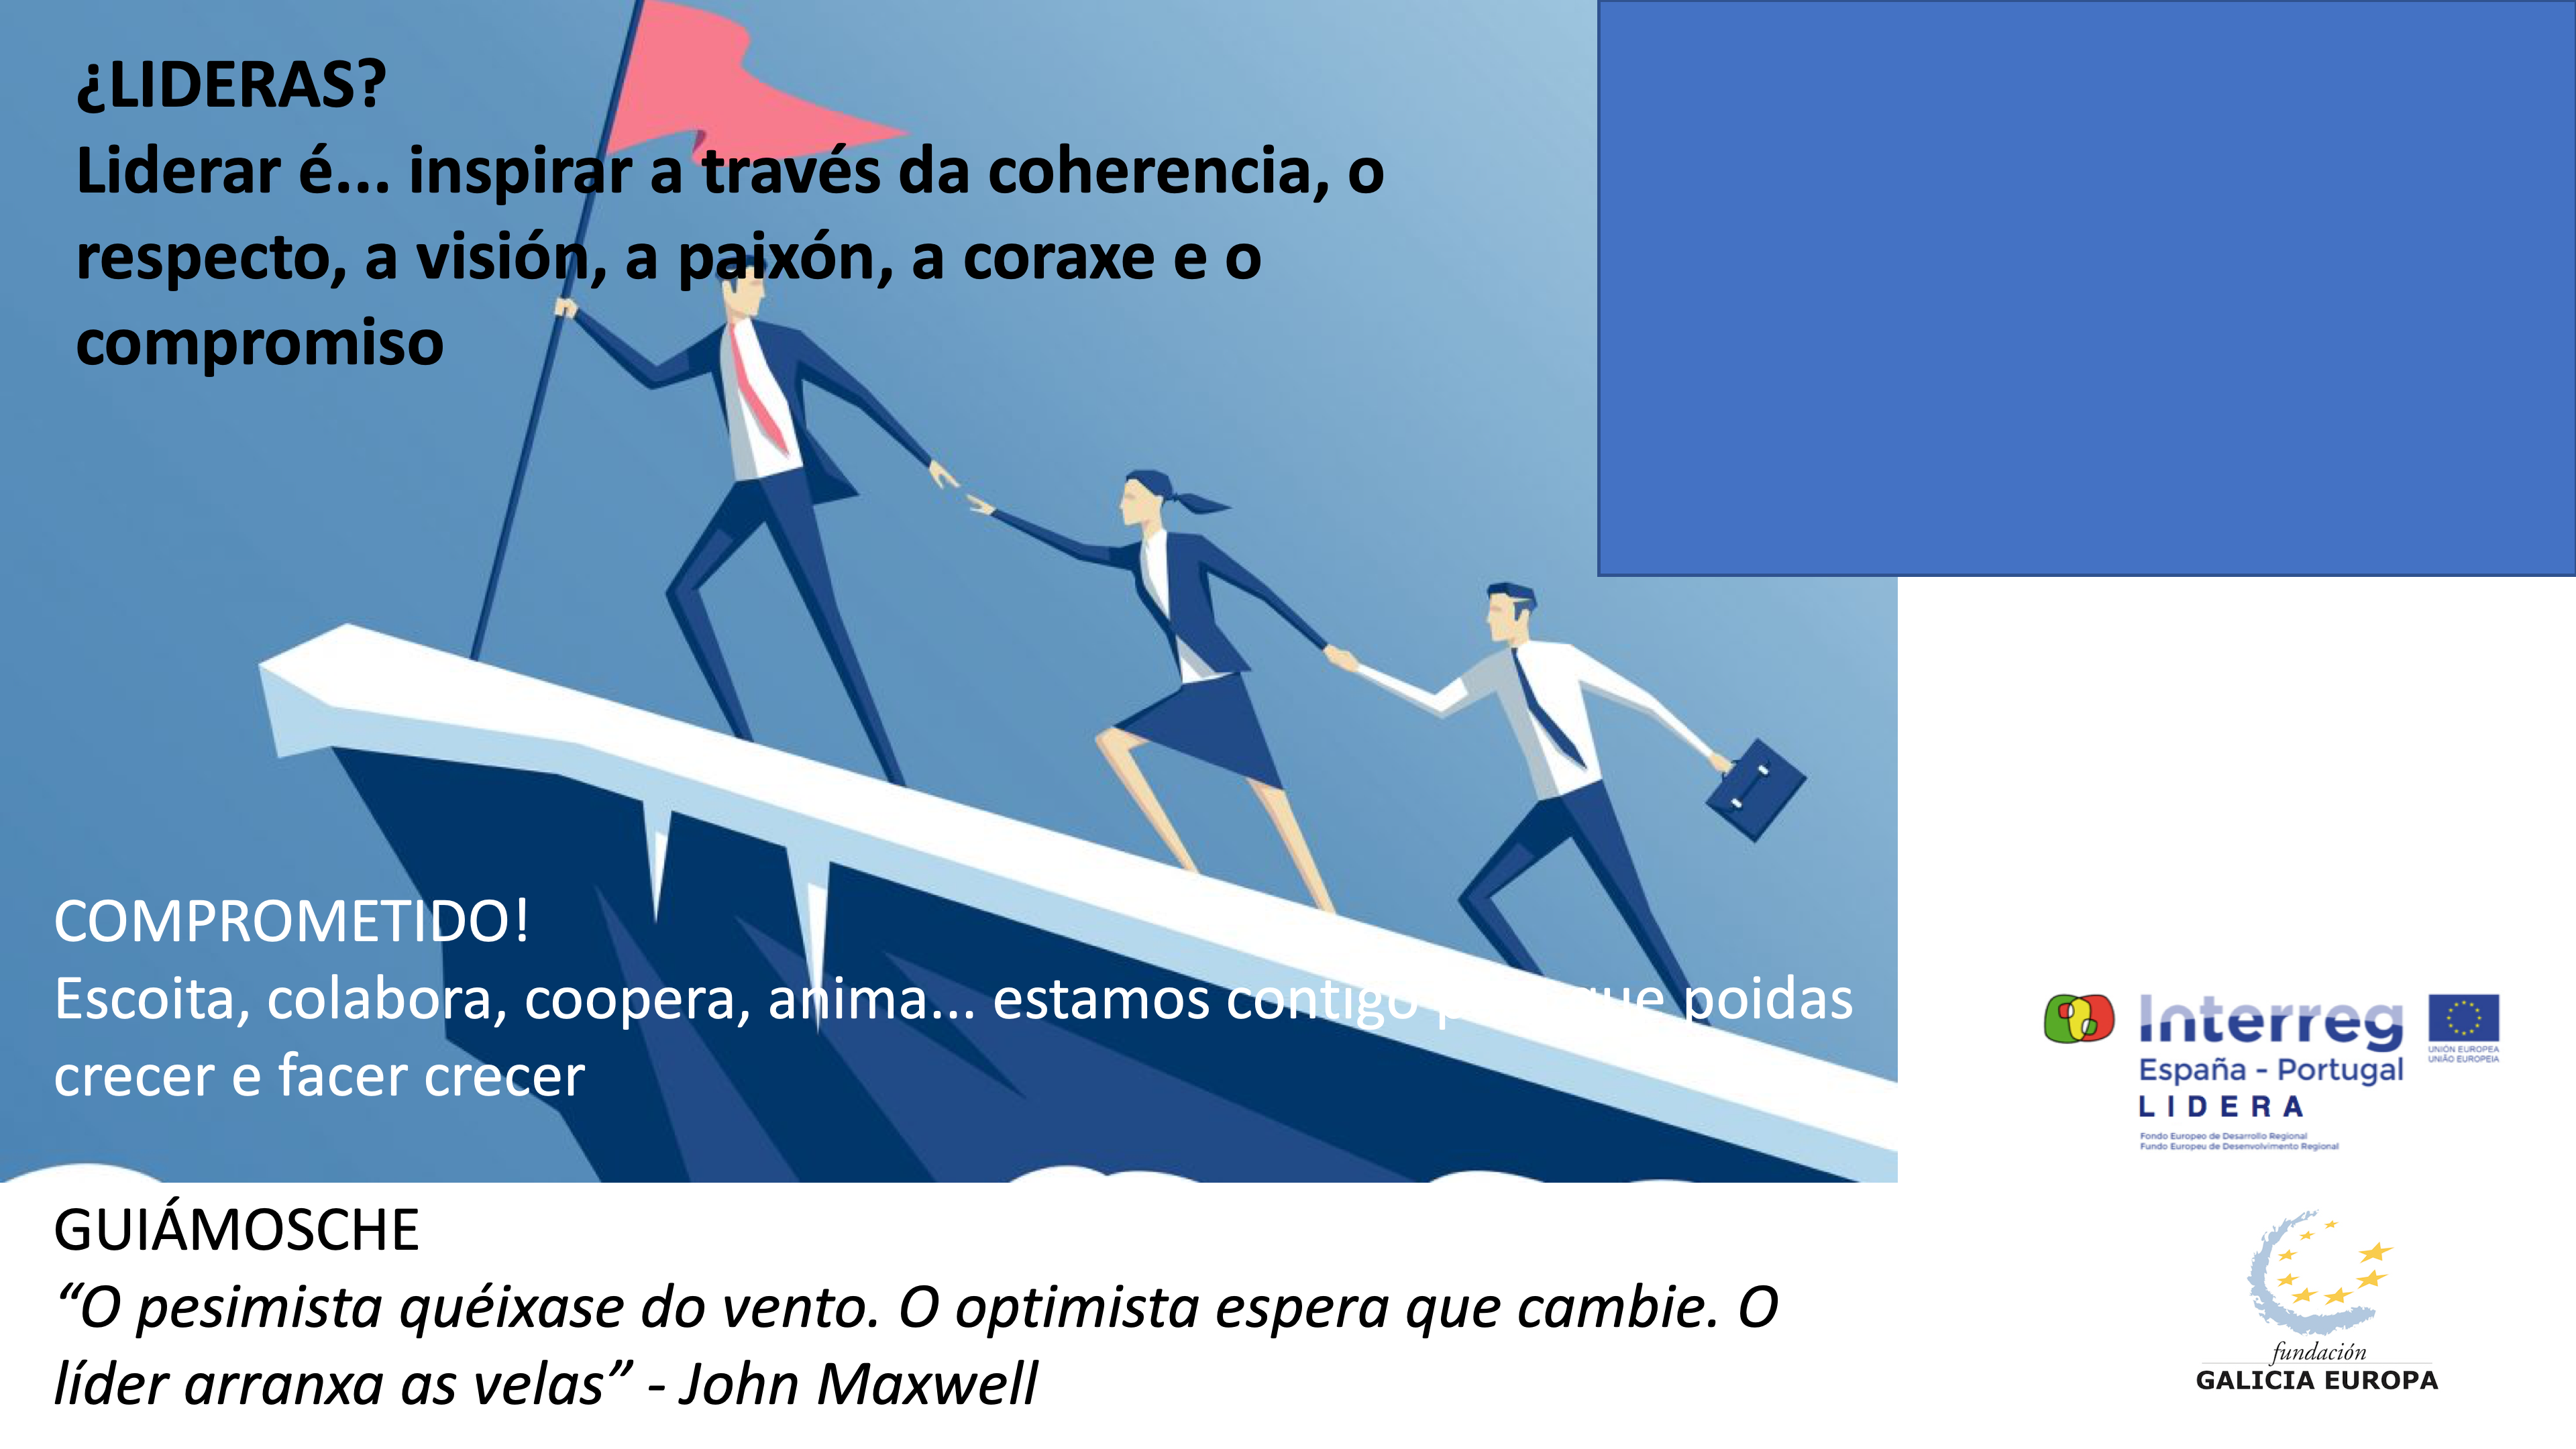 ¿LIDERAS?
Liderar é... inspirar a través da coherencia, o
respecto, a visión, a paixón, a coraxe e o
compromiso
COMPROMETIDO!
Escoita, colabora, coopera, anima... estamos contigo que poidas
crecer e facer crecer
GUIÁMOSCHE
“O pesimista quéixase do vento. O optimista espera que cambie. O
líder arranxa as velas” - John Maxwell
Interreg
España - Portugal
LIDERA
Fondo Europeo de Desarrollo Regional
Fundo Europeu de Desenvolvimento Regional
UNIÓN EUROPEA
UNIÃO EUROPEIA
fundación
GALICIA EUROPA